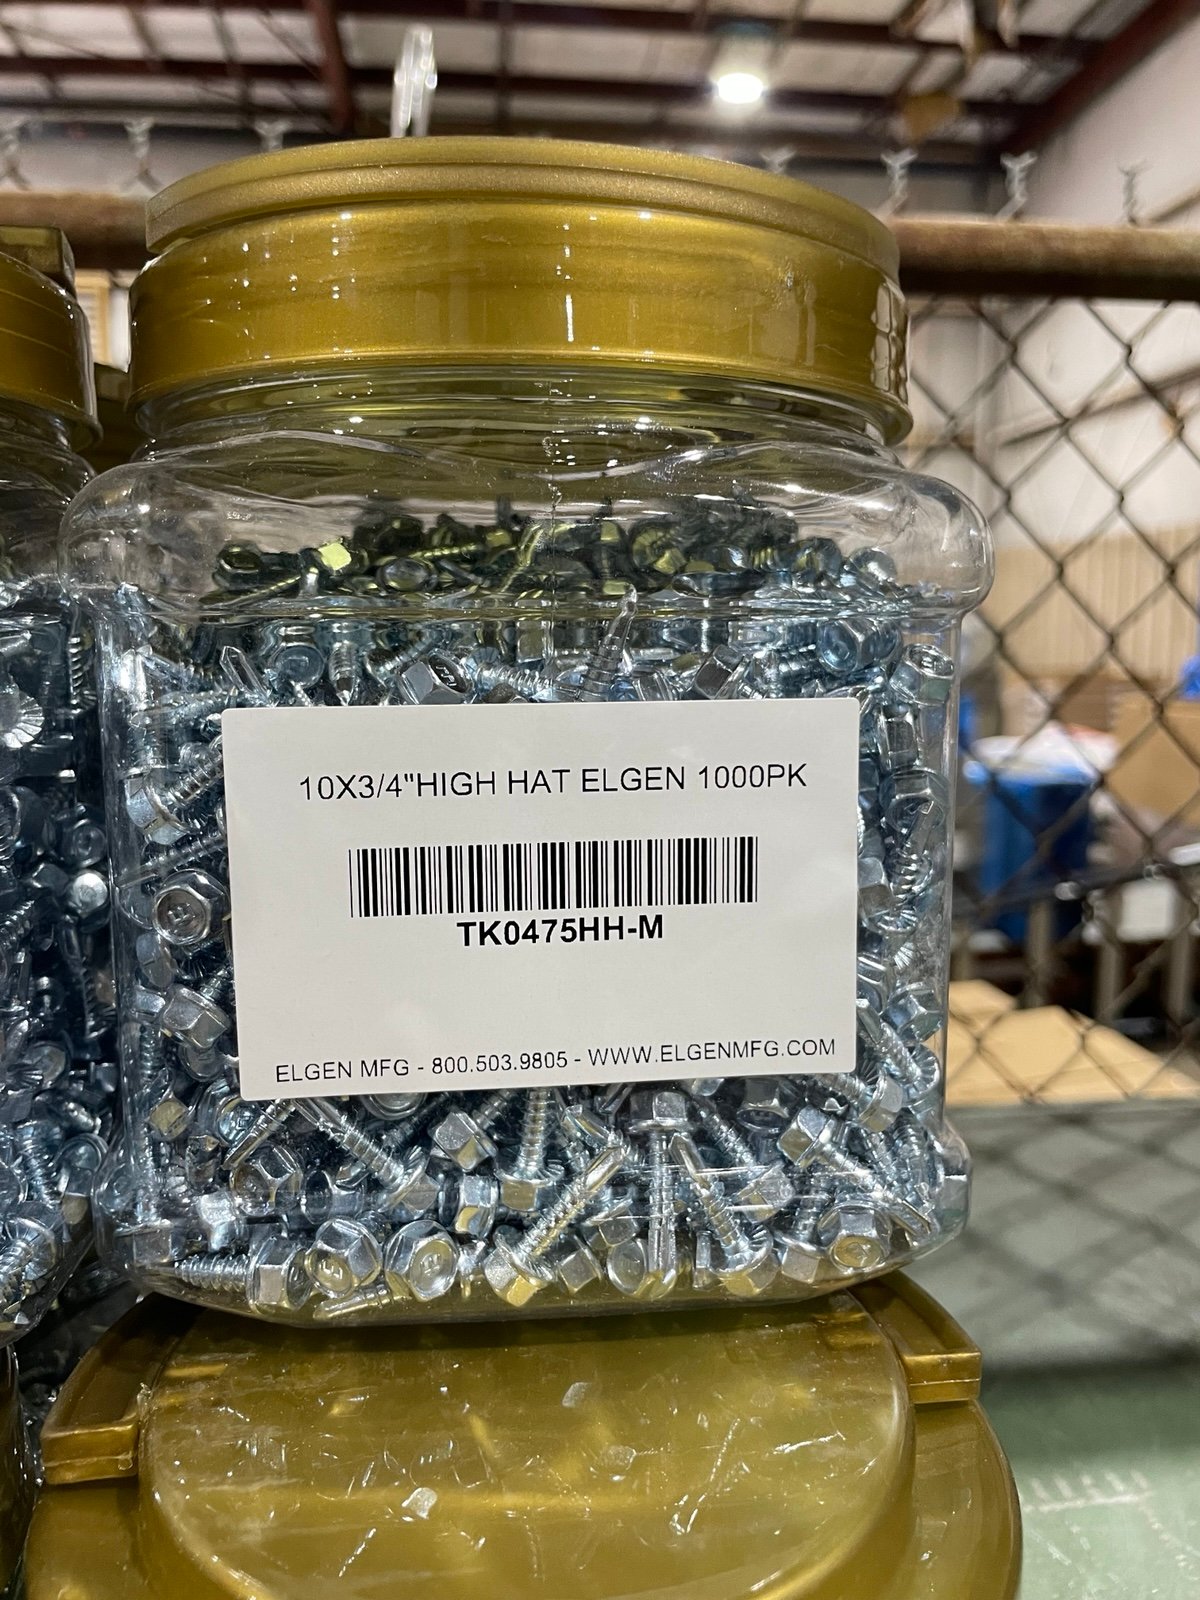 10X3/4"HIGH HAT ELGEN 1000PK
TK0475HH-M
ELGEN MFG - 800.503.9805 - WWW.ELGENMFG.COM